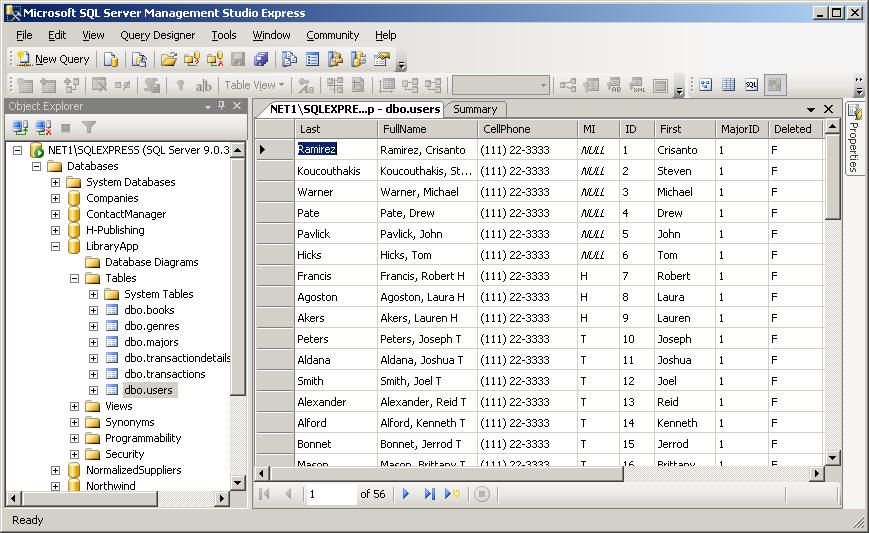 Microsoft SQL Server Management Studio Express
File Edit View Query Designer Tools Window Community Help
New Query
Table View
Object Explorer
NET1\SQLEXPRESS (SQL Server 9.0.3
Databases
System Databases
Companies
ContactManager
H-Publishing
LibraryApp
Database Diagrams
Tables
System Tables
dbo.books
dbo.genres
dbo.majors
dbo.transactiondetails
dbo.transactions
dbo.users
Views
Synonyms
Programmability
Security
NormalizedSuppliers
Northwind
NET1\SQLEXPRE...p - dbo.users Summary
Last FullName CellPhone MI ID First MajorID Deleted
Ramirez Ramirez, Crisanto (111) 22-3333 NULL 1 Crisanto 1 F
Koucouthakis Koucouthakis, St... (111) 22-3333 NULL 2 Steven 1 F
Warner Warner, Michael (111) 22-3333 NULL 3 Michael 1 F
Pate Pate, Drew (111) 22-3333 NULL 4 Drew 1 F
Pavlick Pavlick, John (111) 22-3333 NULL 5 John 1 F
Hicks Hicks, Tom (111) 22-3333 NULL 6 Tom 1 F
Francis Francis, Robert H (111) 22-3333 H 7 Robert 1 F
Agoston Agoston, Laura H (111) 22-3333 H 8 Laura 1 F
Akers Akers, Lauren H (111) 22-3333 H 9 Lauren 1 F
Peters Peters, Joseph T (111) 22-3333 T 10 Joseph 1 F
Aldana Aldana, Joshua T (111) 22-3333 T 11 Joshua 1 F
Smith Smith, Joel T (111) 22-3333 T 12 Joel 1 F
Alexander Alexander, Reid T (111) 22-3333 T 13 Reid 1 F
Alford Alford, Kenneth T (111) 22-3333 T 14 Kenneth 1 F
Bonnet Bonnet, Jerrod T (111) 22-3333 T 15 Jerrod 1 F
Mason Mason, Brittany T (111) 22-3333 T 16 Brittany 1 F
1 of 56
Properties
Ready